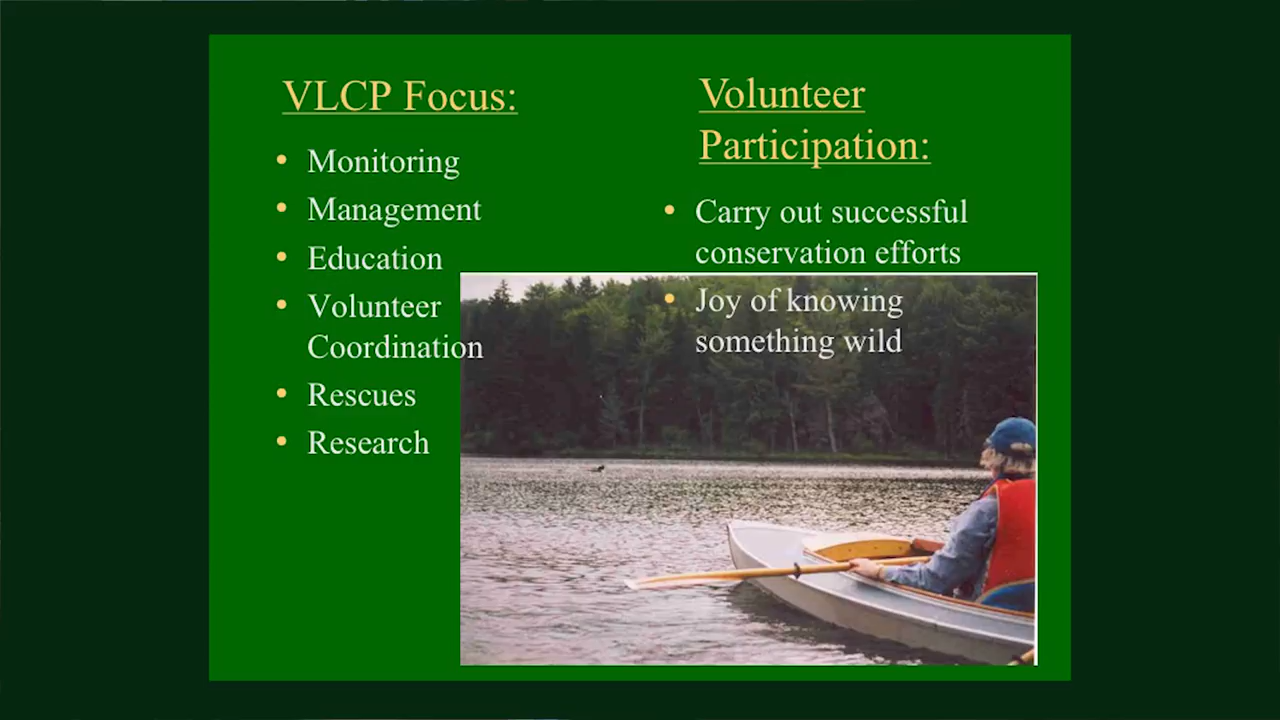 VLCP Focus:
• Monitoring
• Management
• Education
• Volunteer
Coordination
• Rescues
• Research
Volunteer
Participation:
• Carry out successful
conservation efforts
• Joy of knowing
something wild